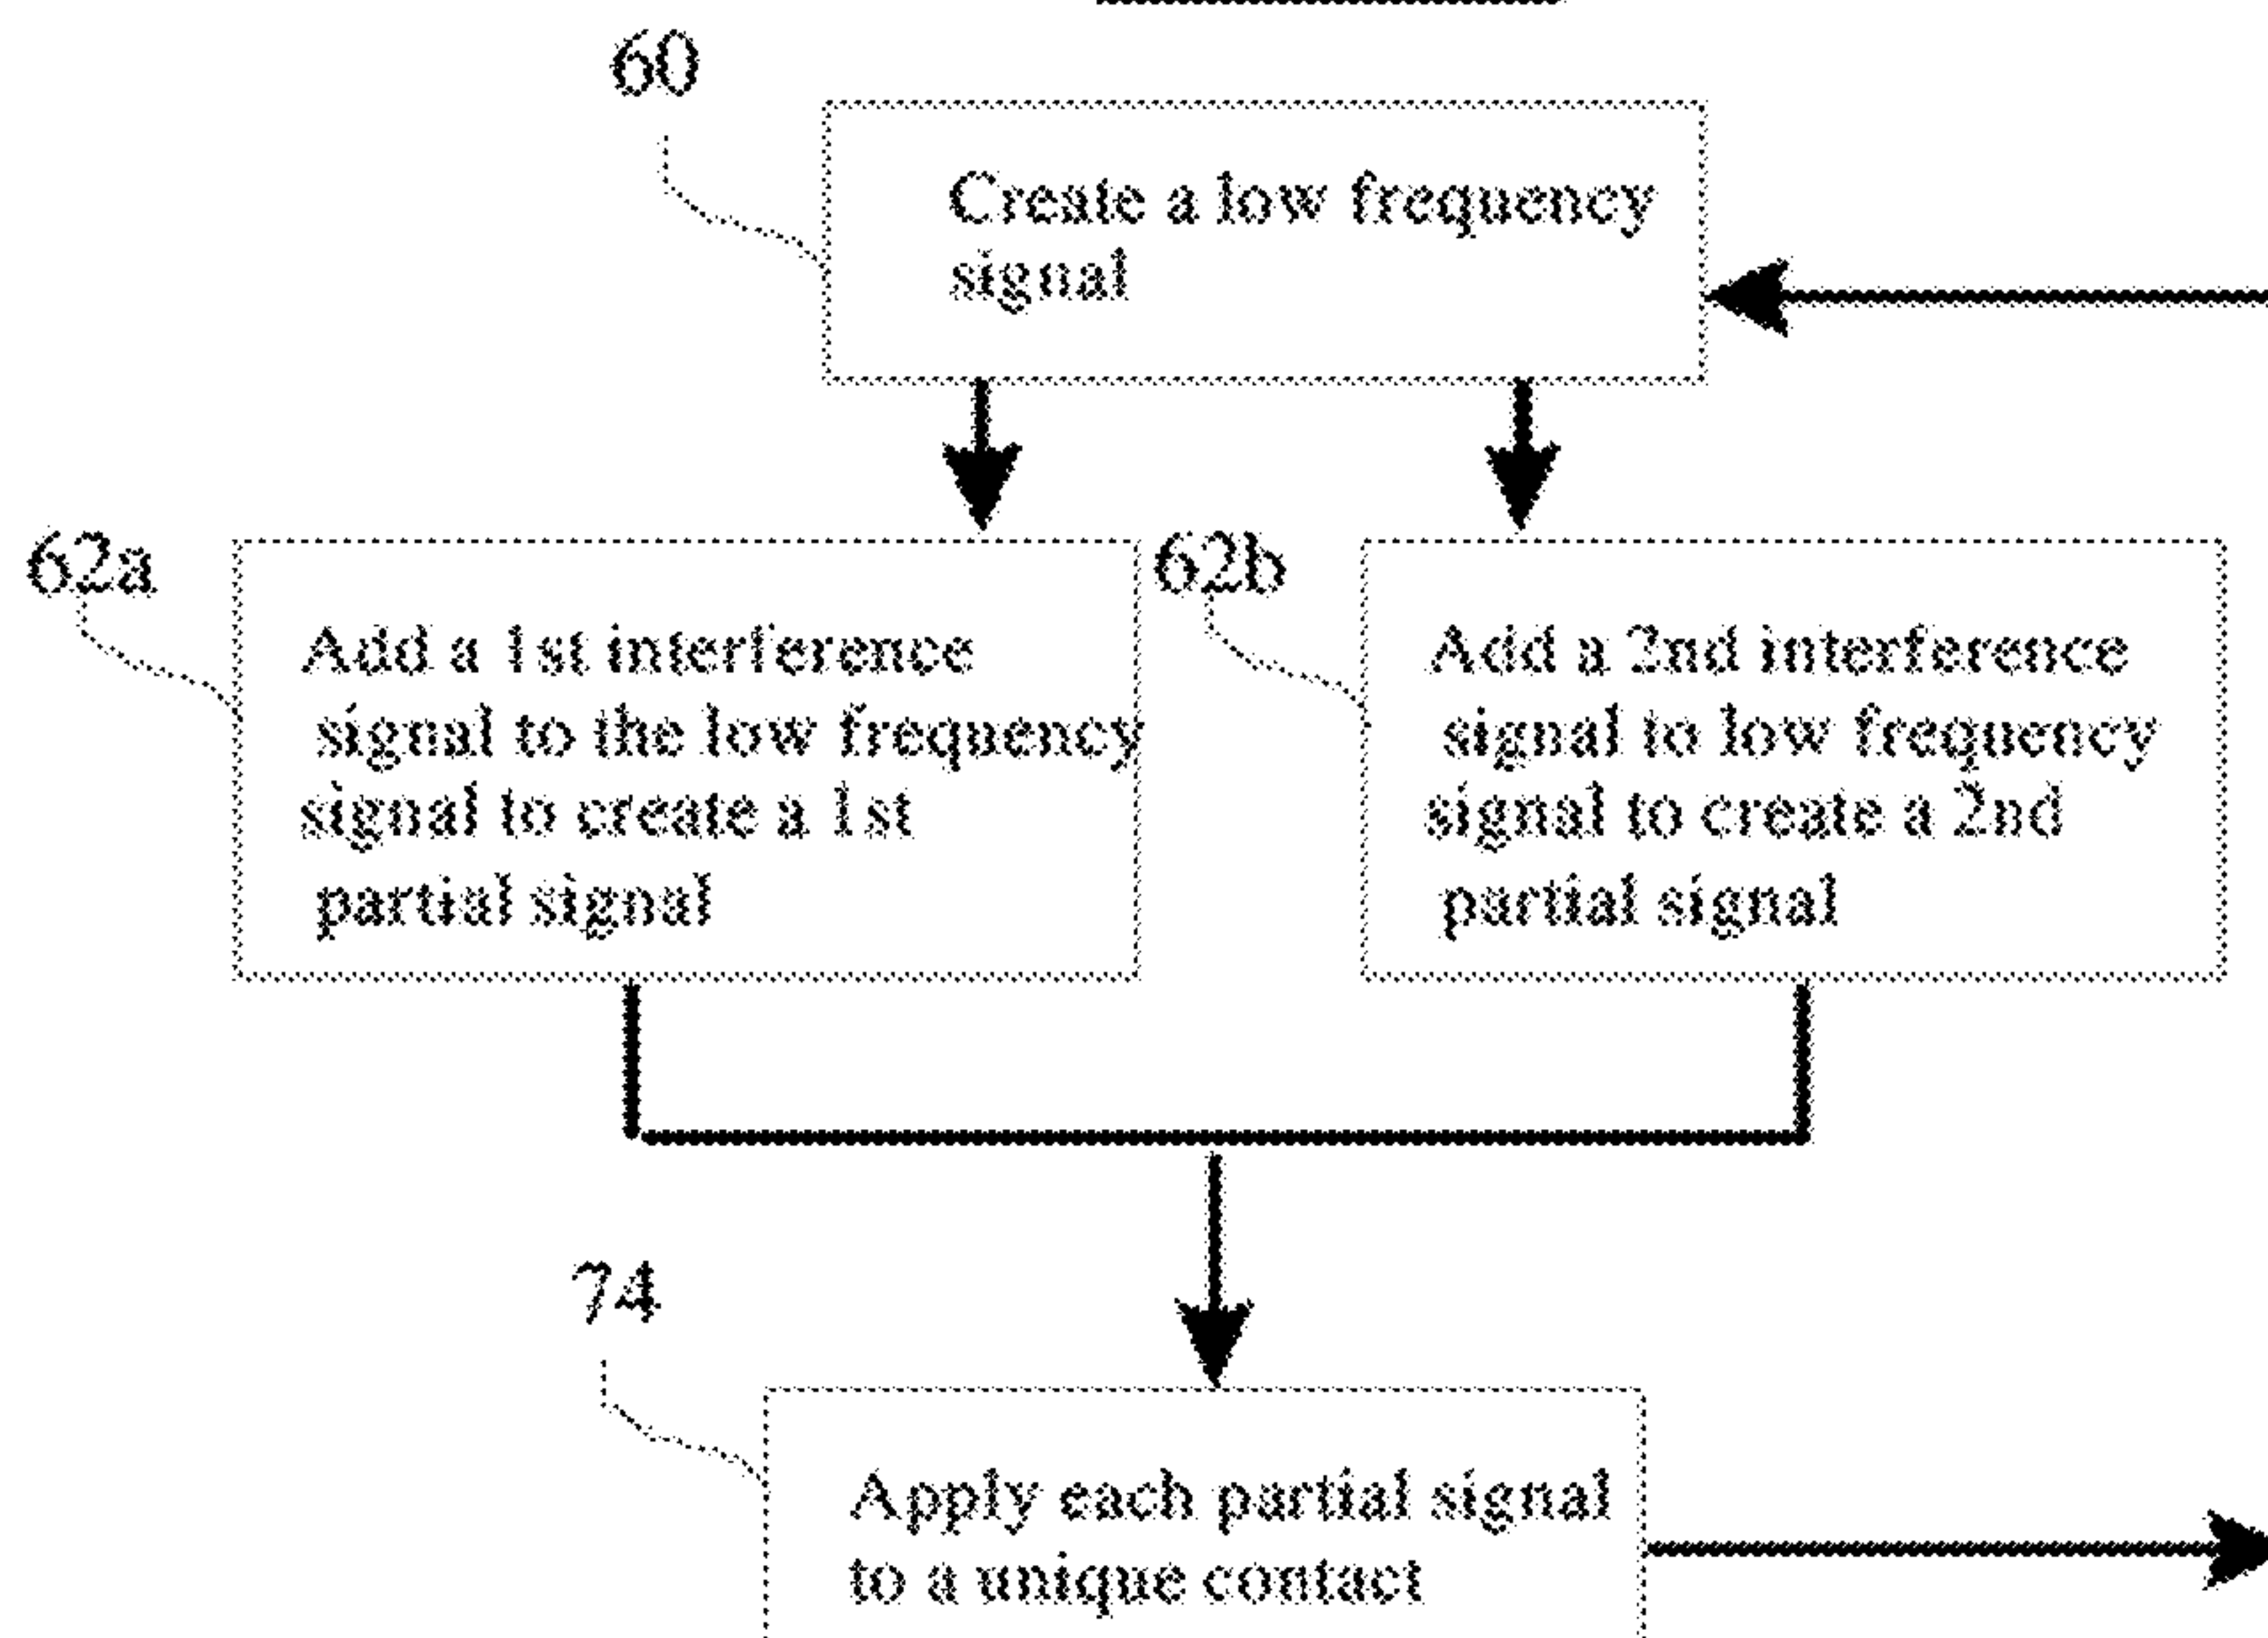 60
Create a low frequency
signal
62a
Add a 1st interference
signal to the low frequency
signal to create a 1st
partial signal
62b
Add a 2nd interference
signal to low frequency
signal to create a 2nd
partial signal
74
Apply each partial signal
to a unique contact